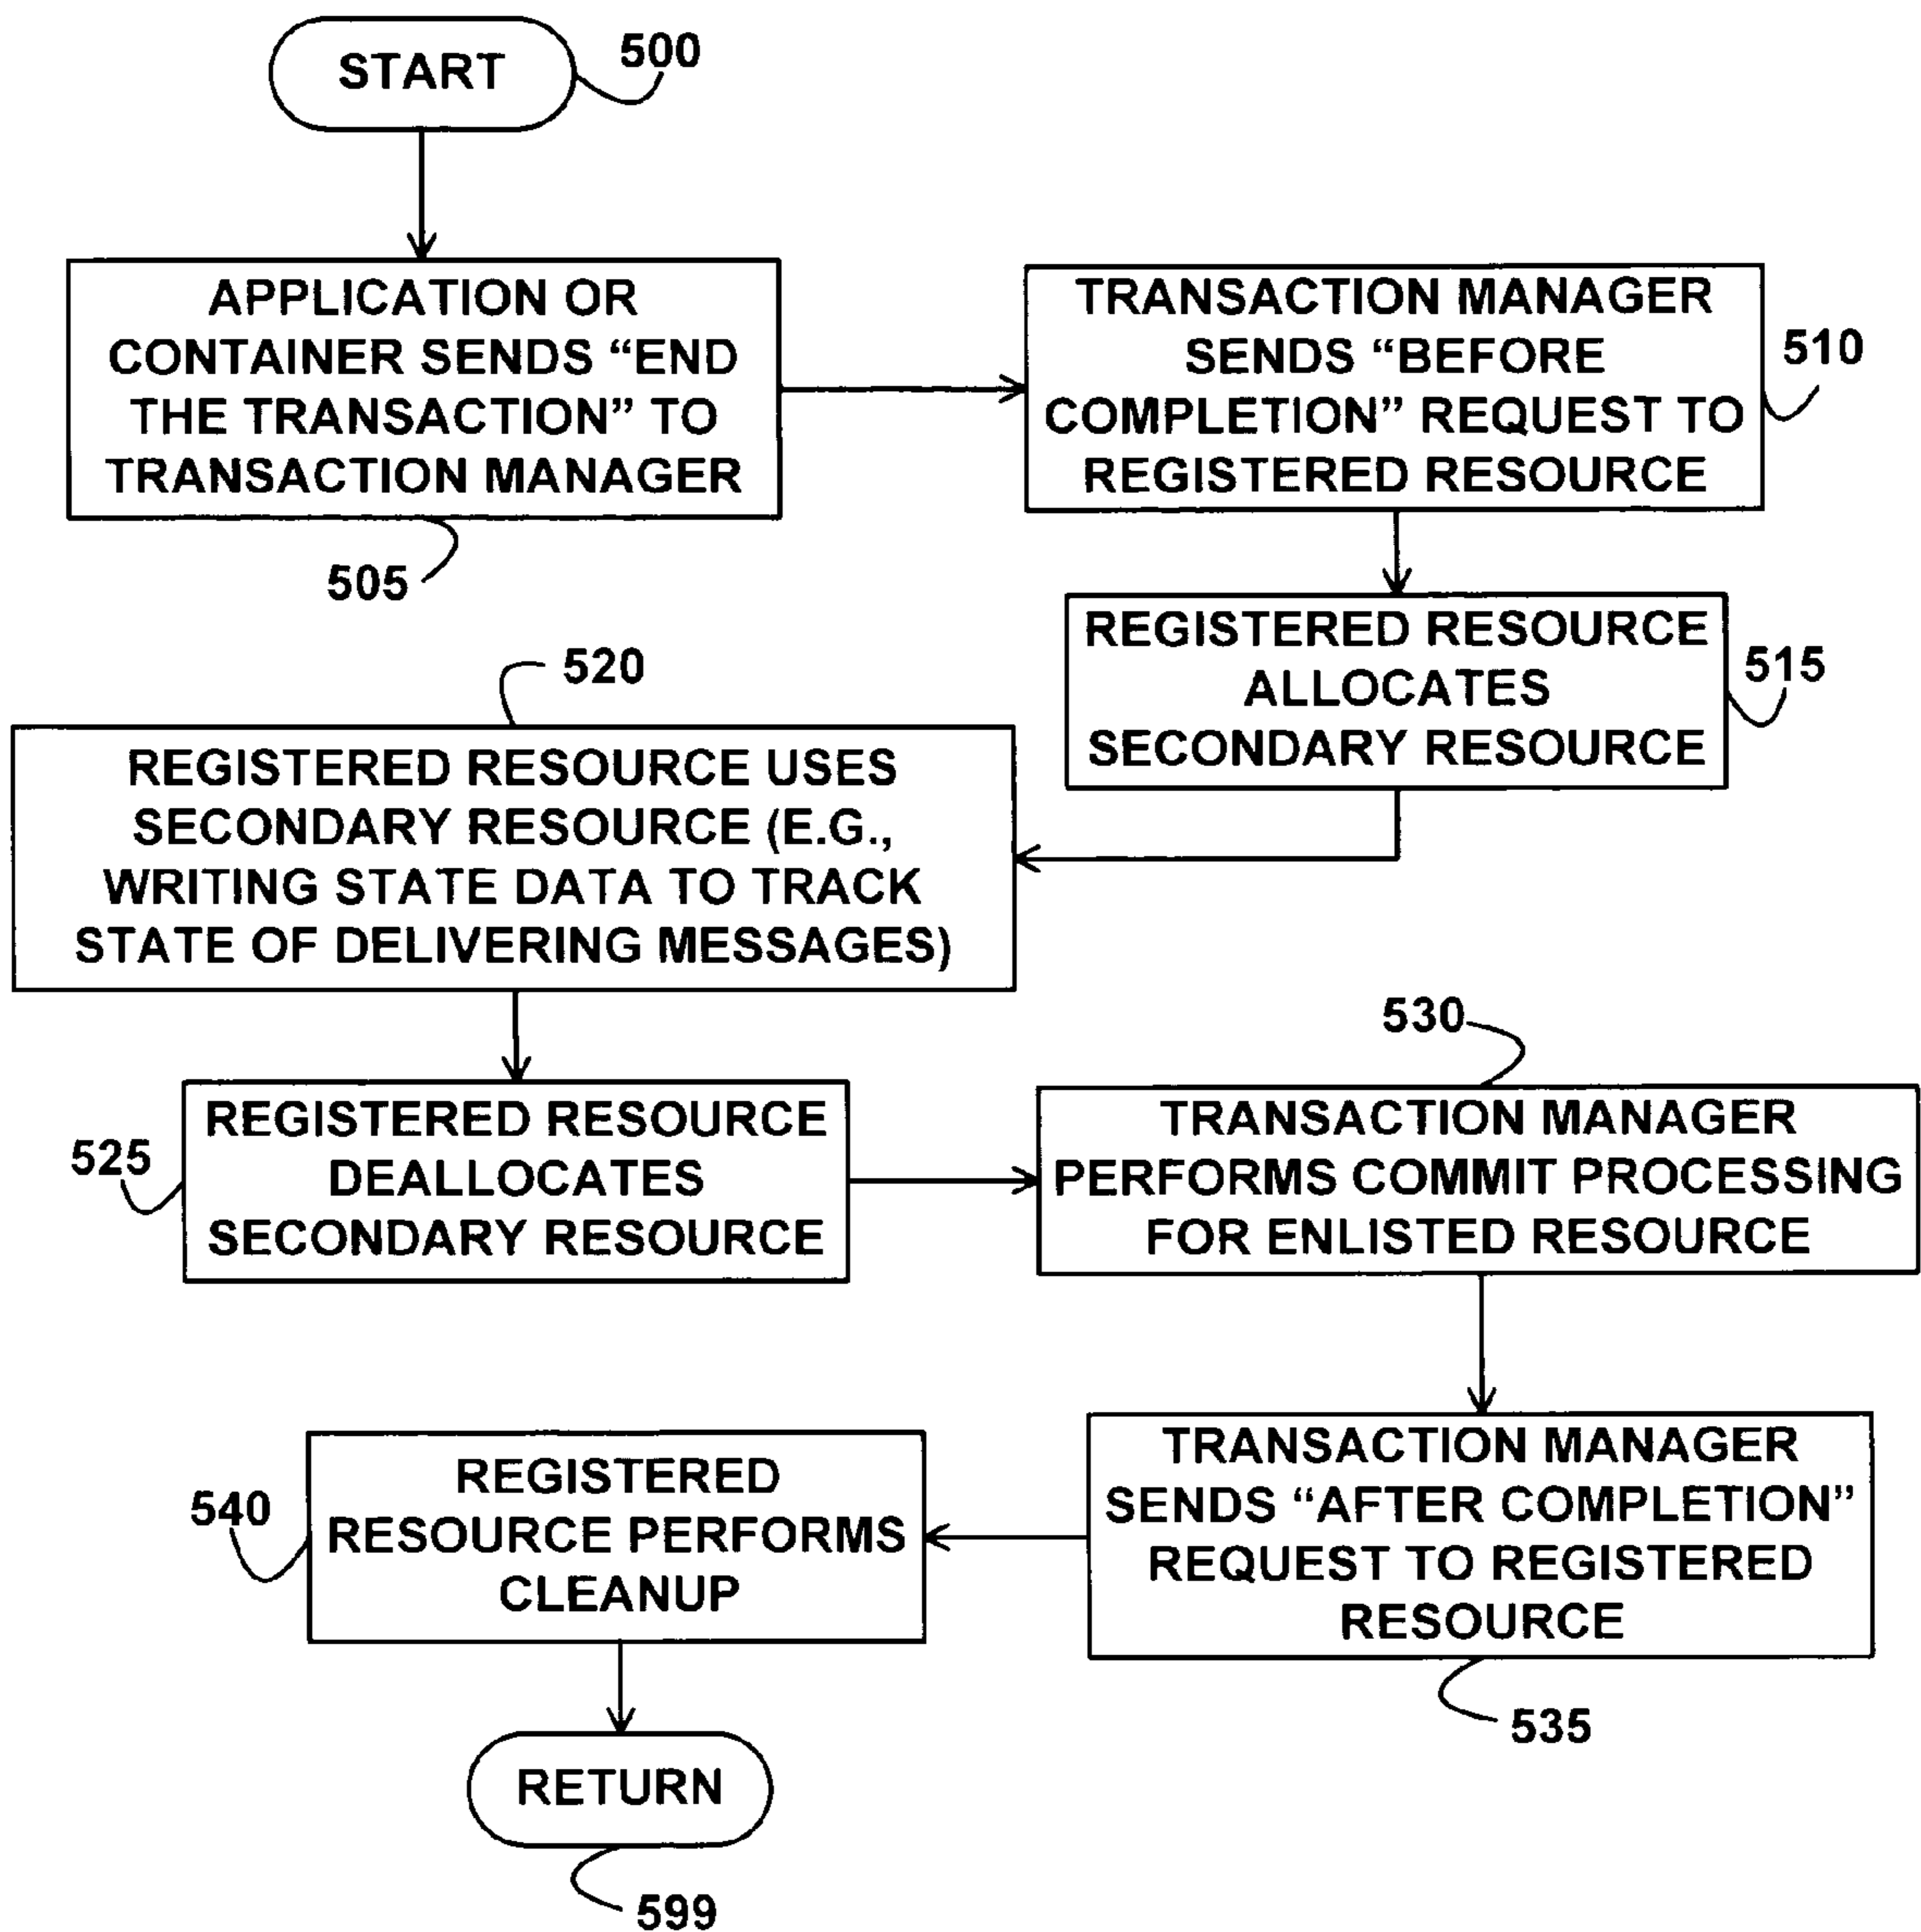 START
500
APPLICATION OR
CONTAINER SENDS “END
THE TRANSACTION” TO
TRANSACTION MANAGER
505
TRANSACTION MANAGER
SENDS “BEFORE
COMPLETION” REQUEST TO
REGISTERED RESOURCE
510
REGISTERED RESOURCE
ALLOCATES
SECONDARY RESOURCE
515
520
REGISTERED RESOURCE USES
SECONDARY RESOURCE (E.G.,
WRITING STATE DATA TO TRACK
STATE OF DELIVERING MESSAGES)
525
REGISTERED RESOURCE
DEALLOCATES
SECONDARY RESOURCE
530
TRANSACTION MANAGER
PERFORMS COMMIT PROCESSING
FOR ENLISTED RESOURCE
TRANSACTION MANAGER
SENDS “AFTER COMPLETION”
REQUEST TO REGISTERED
RESOURCE
535
540
REGISTERED
RESOURCE PERFORMS
CLEANUP
RETURN
599